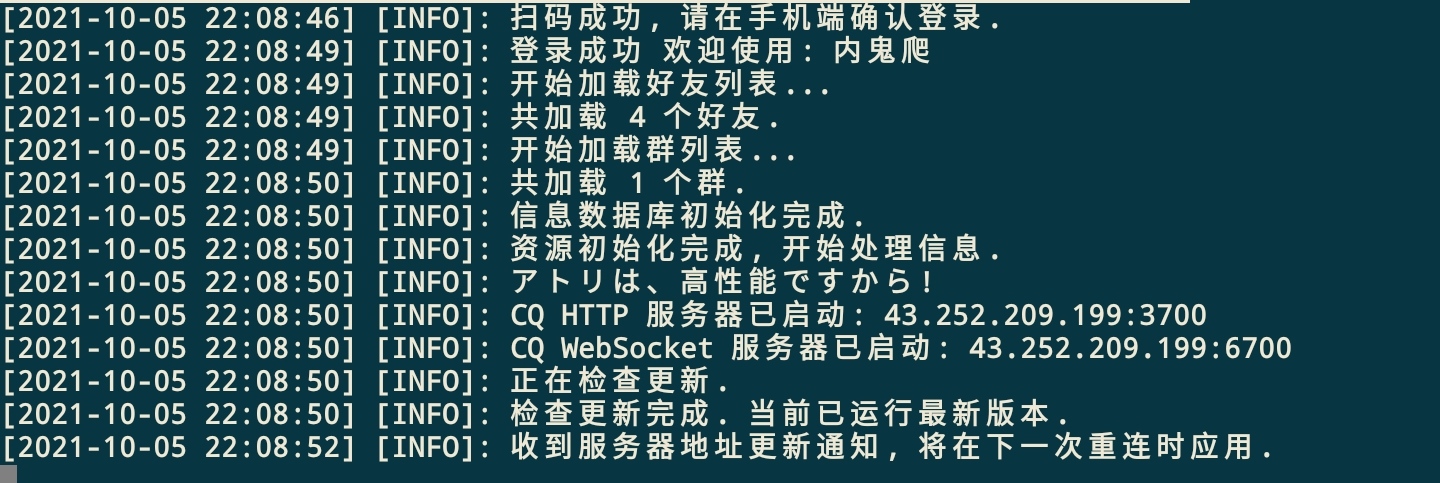 [2021-10-05 22:08:46] [INFO]: 扫码成功, 请在手机端确认登录.
[2021-10-05 22:08:49] [INFO]: 登录成功 欢迎使用: 内鬼爬
[2021-10-05 22:08:49] [INFO]: 开始加载好友列表...
[2021-10-05 22:08:49] [INFO]: 共加载 4 个好友.
[2021-10-05 22:08:49] [INFO]: 开始加载群列表...
[2021-10-05 22:08:50] [INFO]: 共加载 1 个群.
[2021-10-05 22:08:50] [INFO]: 信息数据库初始化完成.
[2021-10-05 22:08:50] [INFO]: 资源初始化完成, 开始处理信息.
[2021-10-05 22:08:50] [INFO]: アトリは、高性能ですから!
[2021-10-05 22:08:50] [INFO]: CQ HTTP 服务器已启动: 43.252.209.199:3700
[2021-10-05 22:08:50] [INFO]: CQ WebSocket 服务器已启动: 43.252.209.199:6700
[2021-10-05 22:08:50] [INFO]: 正在检查更新.
[2021-10-05 22:08:50] [INFO]: 检查更新完成. 当前已运行最新版本.
[2021-10-05 22:08:52] [INFO]: 收到服务器地址更新通知, 将在下一次重连时应用.